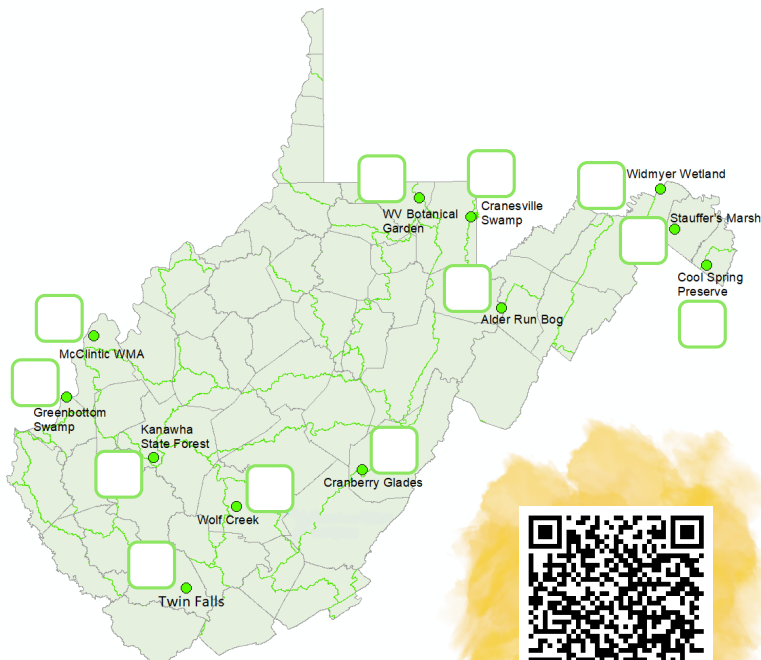 Widmyer Wetland
WV Botanical
Garden
Cranesville
Swamp
Stauffer's Marsh
Cool Spring
Preserve
Alder Run Bog
McClintic WMA
Greenbottom
Swamp
Kanawha
State Forest
Cranberry Glades
Wolf Creek
Twin Falls